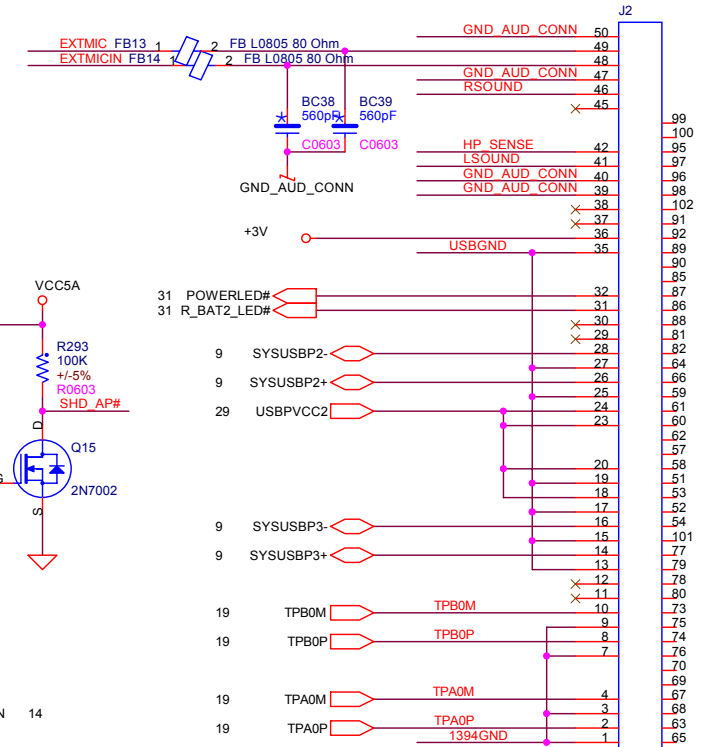 J2
GND_AUD_CONN 50
EXTMIC FB13 1 2 FB L0805 80 Ohm 49
EXTMICIN FB14 1 2 FB L0805 80 Ohm 48
GND_AUD_CONN 47
RSOUND 46
45
BC38 BC39
560pF 560pF
C0603 C0603
GND_AUD_CONN
99
100
HP_SENSE 42 95
LSOUND 41 97
GND_AUD_CONN 40 96
GND_AUD_CONN 39 98
38 102
37 91
+3V 36 92
USBGND 35 89
90
85
31 POWERLED# 32 87
31 R_BAT2_LED# 31 86
30 88
29 81
9 SYSUSBP2- 28 82
27 64
9 SYSUSBP2+ 26 66
25 59
29 USBPVCC2 24 61
23 60
62
57
20 58
19 51
18 53
17 52
9 SYSUSBP3- 16 54
15 101
9 SYSUSBP3+ 14 77
13 79
12 78
11 80
19 TPB0M TPB0M 10 73
9 75
19 TPB0P TPB0P 8 74
7 76
70
69
19 TPA0M TPA0M 4 67
3 68
19 TPA0P TPA0P 2 63
1394GND 1 65
VCC5A
R293
100K
+/-5%
R0603
SHD_AP#
D
Q15
G
2N7002
S
N 14